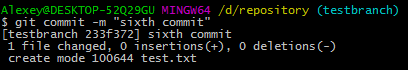 Alexey@DESKTOP-52Q29GU MINGW64 /d/repository (testbranch)
$ git commit -m "sixth commit"
[testbranch 233f372] sixth commit
 1 file changed, 0 insertions(+), 0 deletions(-)
 create mode 100644 test.txt